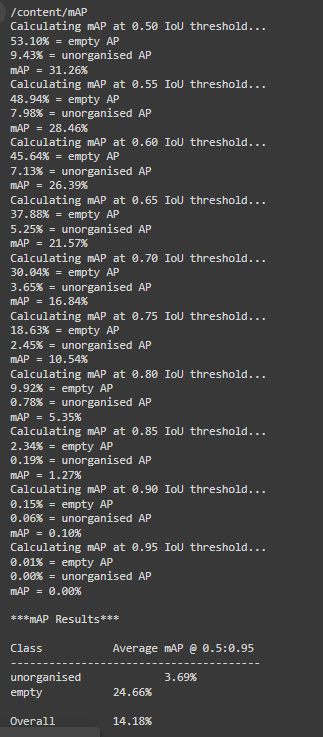 /content/mAP
Calculating mAP at 0.50 IoU threshold...
53.10% = empty AP
9.43% = unorganised AP
mAP = 31.26%
Calculating mAP at 0.55 IoU threshold...
48.94% = empty AP
7.98% = unorganised AP
mAP = 28.46%
Calculating mAP at 0.60 IoU threshold...
45.64% = empty AP
7.13% = unorganised AP
mAP = 26.39%
Calculating mAP at 0.65 IoU threshold...
37.88% = empty AP
5.25% = unorganised AP
mAP = 21.57%
Calculating mAP at 0.70 IoU threshold...
30.04% = empty AP
3.65% = unorganised AP
mAP = 16.84%
Calculating mAP at 0.75 IoU threshold...
18.63% = empty AP
2.45% = unorganised AP
mAP = 10.54%
Calculating mAP at 0.80 IoU threshold...
9.92% = empty AP
0.78% = unorganised AP
mAP = 5.35%
Calculating mAP at 0.85 IoU threshold...
2.34% = empty AP
0.19% = unorganised AP
mAP = 1.27%
Calculating mAP at 0.90 IoU threshold...
0.15% = empty AP
0.06% = unorganised AP
mAP = 0.10%
Calculating mAP at 0.95 IoU threshold...
0.01% = empty AP
0.00% = unorganised AP
mAP = 0.00%
***mAP Results***
Class Average mAP @ 0.5:0.95
---------------------------------------
unorganised 3.69%
empty 24.66%
Overall 14.18%